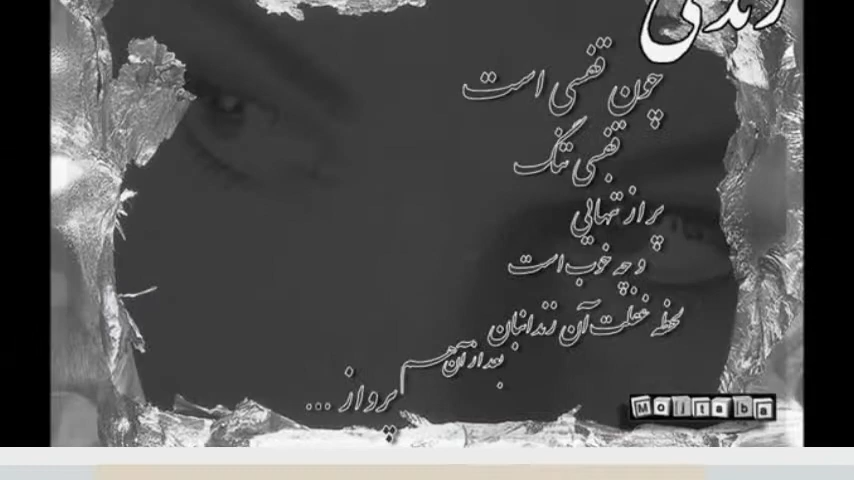 زندگی
چون قفسی است
قفسی تنگ
پر از تنهایی
و چه خوب است
لحظه غفلت آن زندانبان
بعد از آن هم
پرواز ...
Mojtaba